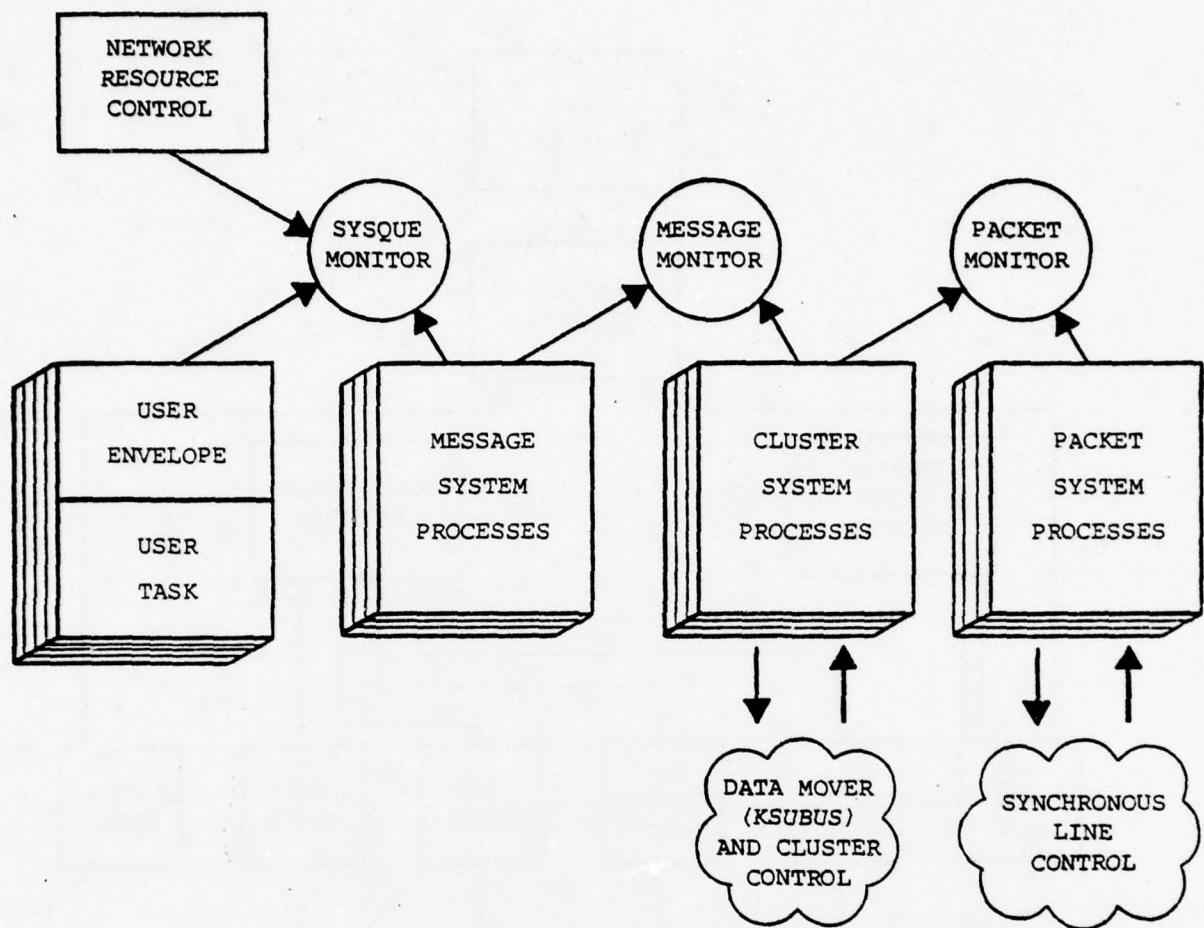 NETWORK
RESOURCE
CONTROL
SYSQUE
MONITOR
MESSAGE
MONITOR
PACKET
MONITOR
USER
ENVELOPE
USER
TASK
MESSAGE
SYSTEM
PROCESSES
CLUSTER
SYSTEM
PROCESSES
PACKET
SYSTEM
PROCESSES
DATA MOVER
(KSUBUS)
AND CLUSTER
CONTROL
SYNCHRONOUS
LINE
CONTROL